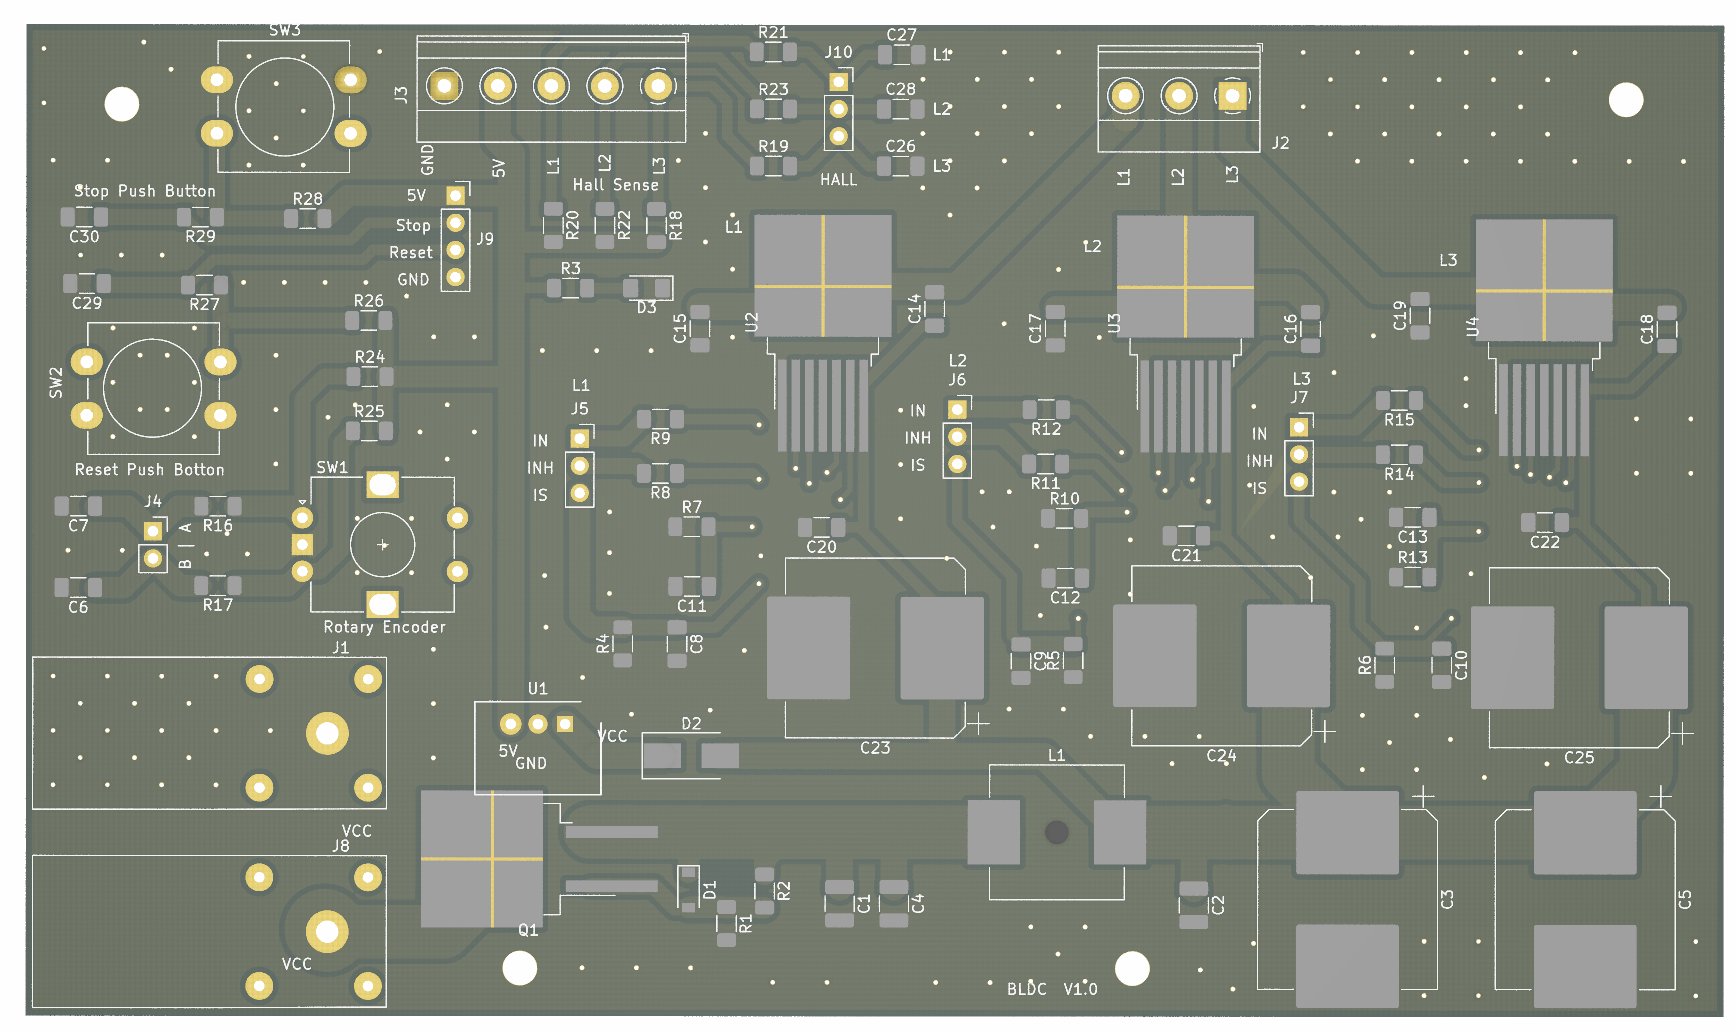 SW3
R21
C27
J10
L1
J3
R23
C28
L2
J2
R19
C26
L3
GND
5V
L1
L2
L3
HALL
L1
L2
L3
Hall Sense
Stop Push Button
5V
R28
Stop
J9
R20
R22
R18
L1
L2
L3
C30
R29
Reset
GND
R3
C29
R27
D3
R26
C15
U2
C14
C17
U3
C16
C19
U4
C18
R24
L2
J6
SW2
L1
J5
L3
J7
R25
IN
R9
IN
R12
IN
R15
INH
INH
INH
Reset Push Botton
SW1
IS
R8
IS
R11
IS
R14
J4
C7
R16
A
B
R7
C20
R10
C21
C13
C22
R13
C6
R17
C11
C12
Rotary Encoder
J1
R4
C8
C9
R5
R6
C10
U1
VCC
5V
GND
D2
C23
L1
C24
C25
VCC
J8
D1
R2
R1
C1
C4
C2
C3
C5
Q1
VCC
BLDC V1.0